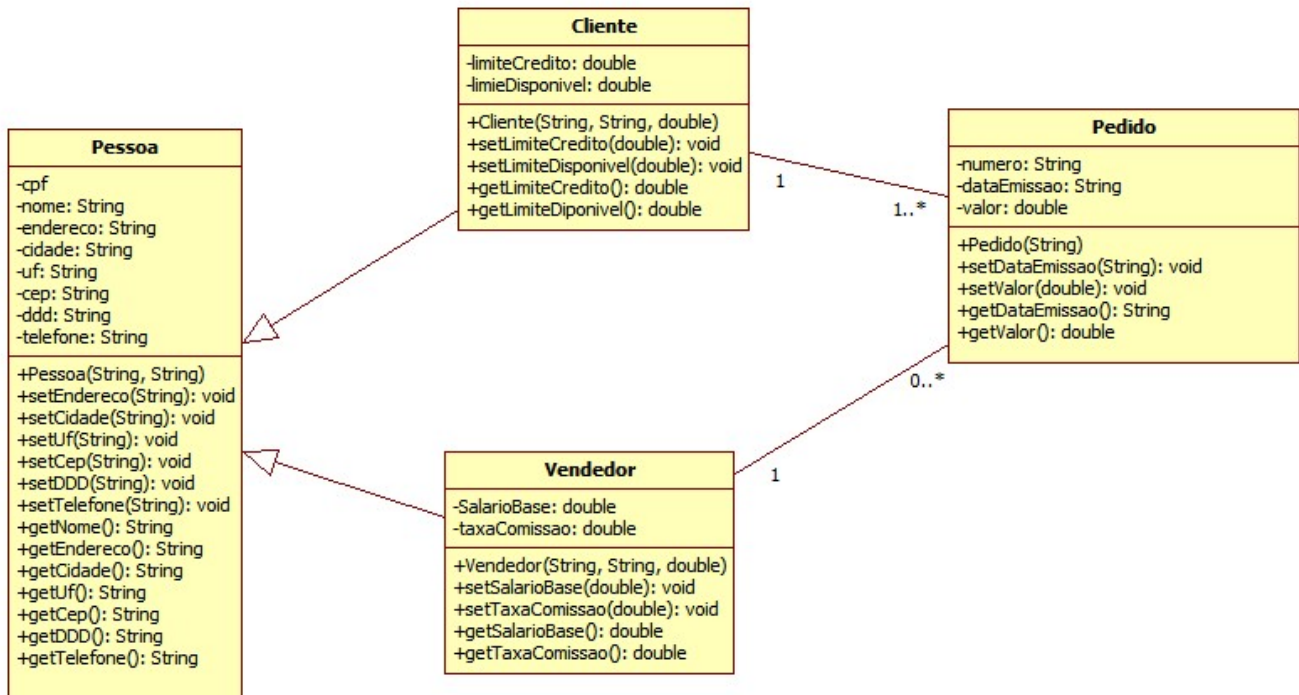 Cliente
-limiteCredito: double
-limieDisponivel: double
+Cliente(String, String, double)
+setLimiteCredito(double): void
+setLimiteDisponivel(double): void
+getLimiteCredito(): double
+getLimiteDiponivel(): double
Pessoa
-cpf
-nome: String
-endereco: String
-cidade: String
-uf: String
-cep: String
-ddd: String
-telefone: String
+Pessoa(String, String)
+setEndereco(String): void
+setCidade(String): void
+setUf(String): void
+setCep(String): void
+setDDD(String): void
+setTelefone(String): void
+getNome(): String
+getEndereco(): String
+getCidade(): String
+getUf(): String
+getCep(): String
+getDDD(): String
+getTelefone(): String
Pedido
-numero: String
-dataEmissao: String
-valor: double
+Pedido(String)
+setDataEmissao(String): void
+setValor(double): void
+getDataEmissao(): String
+getValor(): double
1
1..*
0..*
1
Vendedor
-SalarioBase: double
-taxaComissao: double
+Vendedor(String, String, double)
+setSalarioBase(double): void
+setTaxaComissao(double): void
+getSalarioBase(): double
+getTaxaComissao(): double